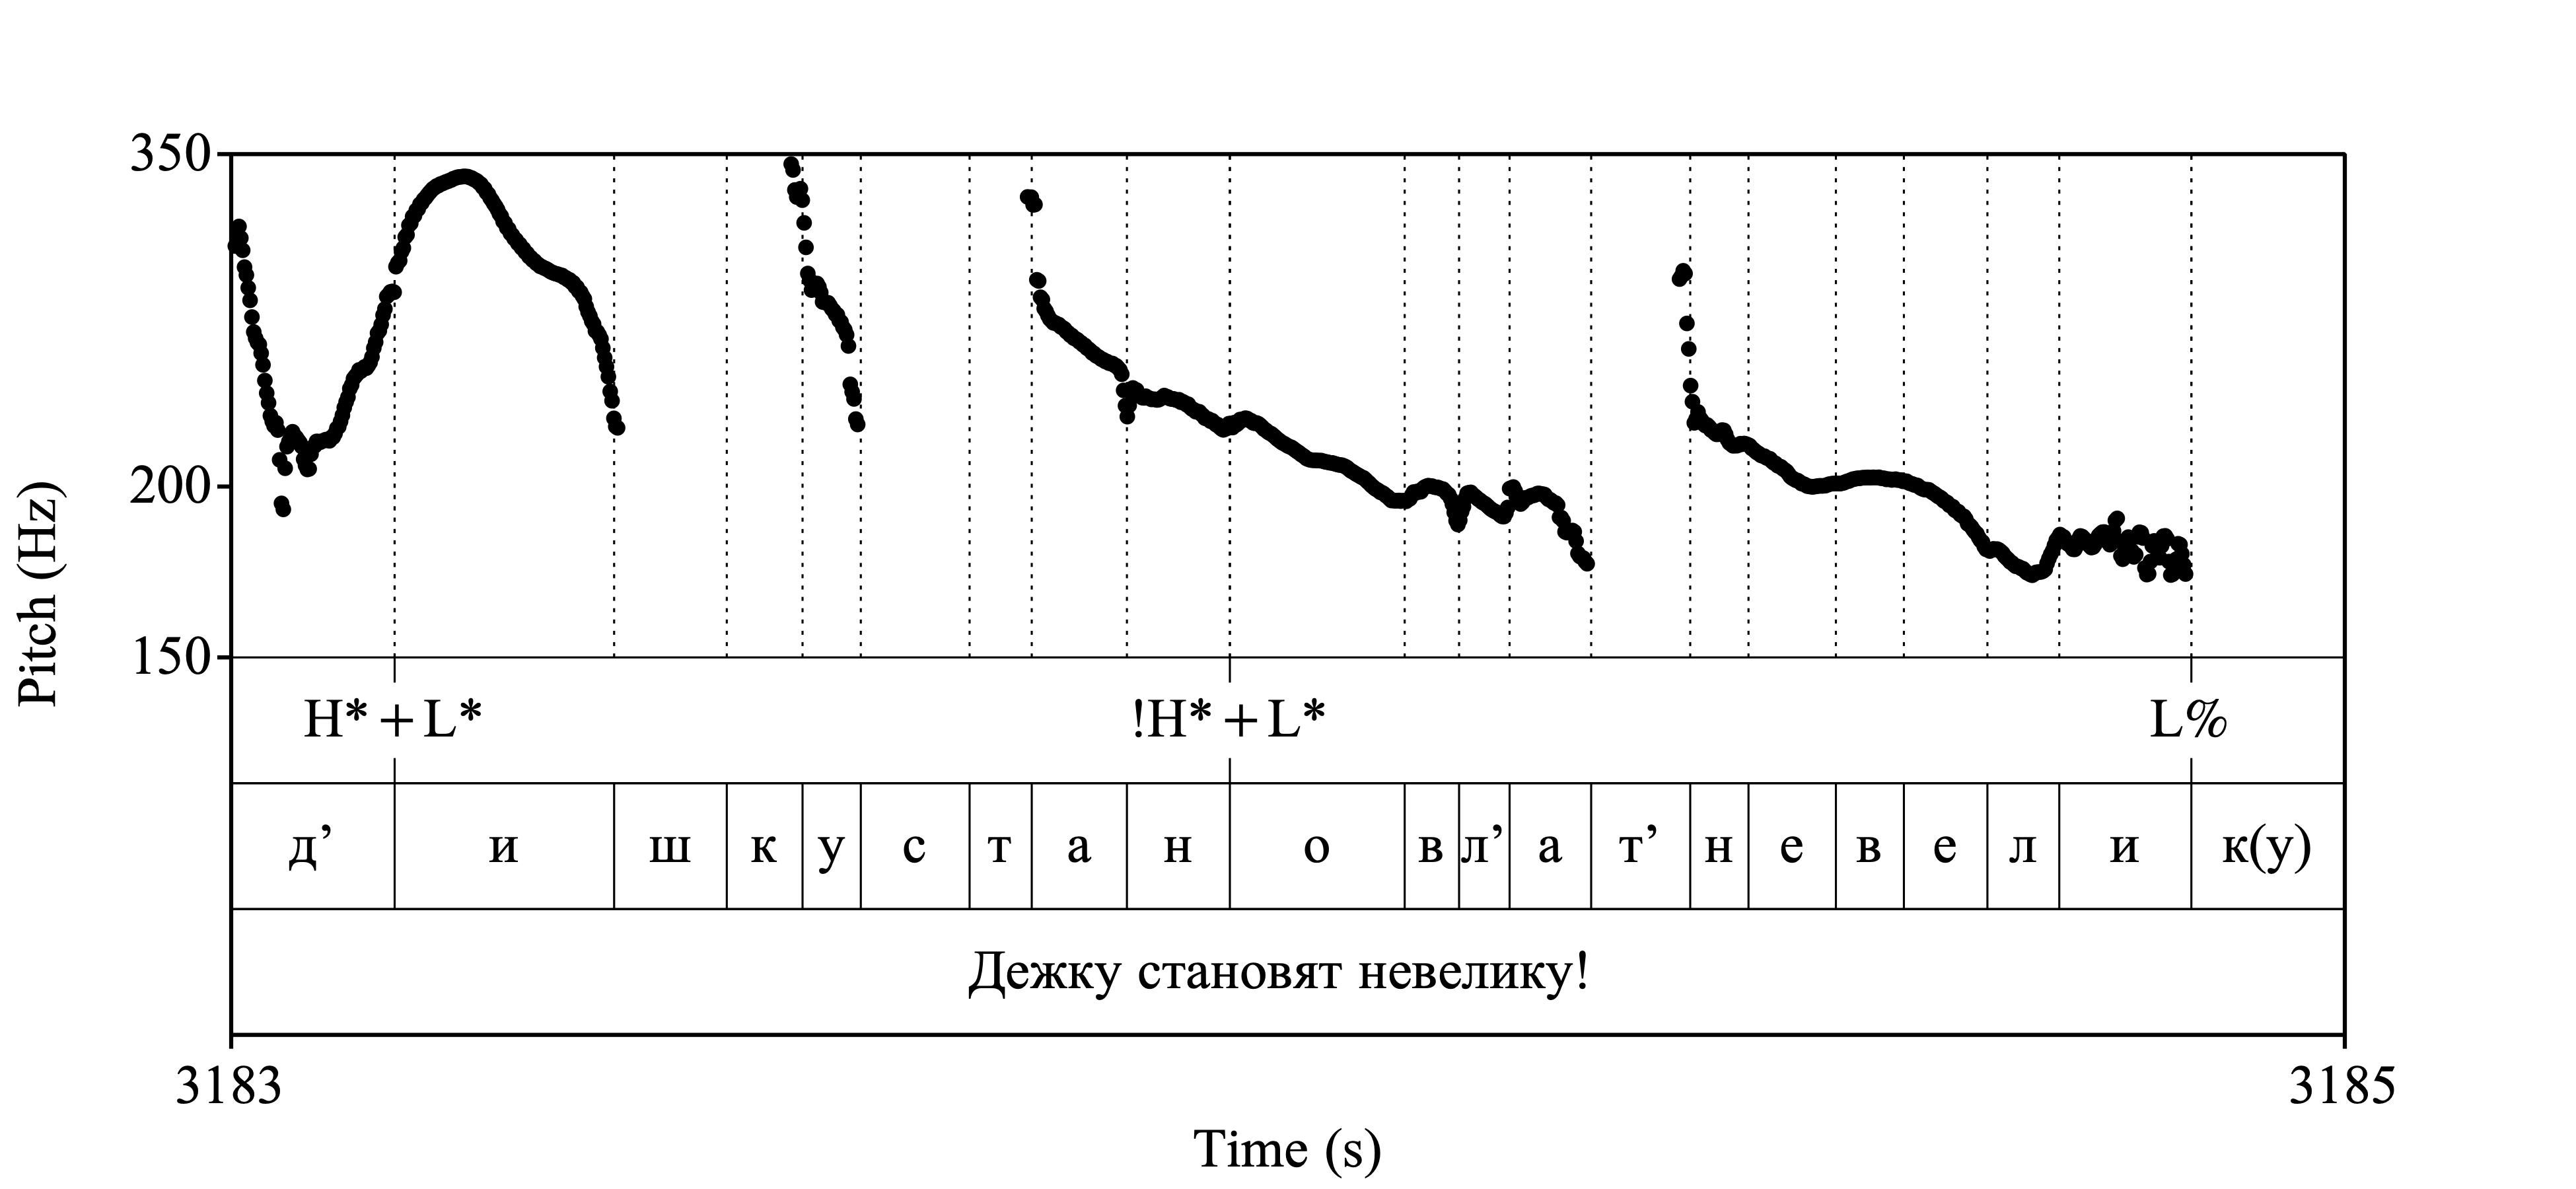 350
200
150
Pitch (Hz)
H* + L* !H* + L* L%
д’ и ш к у с т а н о в л’ а т’ н е в е л и к(у)
Дежку становят невелику!
3183 3185
Time (s)